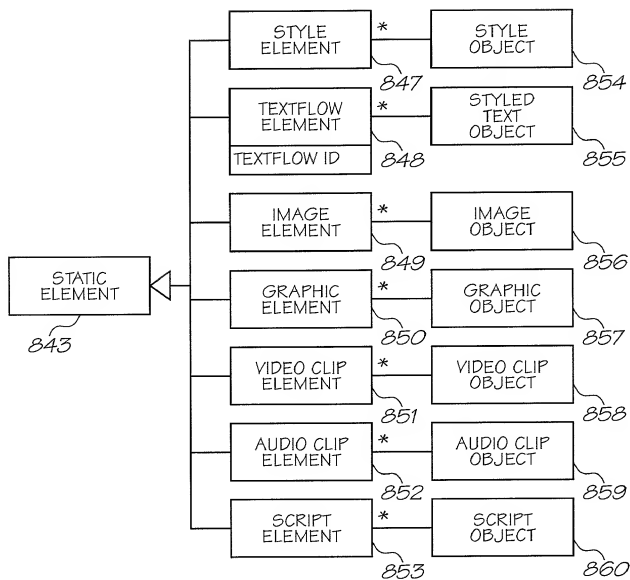 STYLE
ELEMENT
847
*
STYLE
OBJECT
854
TEXTFLOW
ELEMENT
TEXTFLOW ID
848
*
STYLED
TEXT
OBJECT
855
IMAGE
ELEMENT
849
*
IMAGE
OBJECT
856
STATIC
ELEMENT
843
GRAPHIC
ELEMENT
850
*
GRAPHIC
OBJECT
857
VIDEO CLIP
ELEMENT
851
*
VIDEO CLIP
OBJECT
858
AUDIO CLIP
ELEMENT
852
*
AUDIO CLIP
OBJECT
859
SCRIPT
ELEMENT
853
*
SCRIPT
OBJECT
860